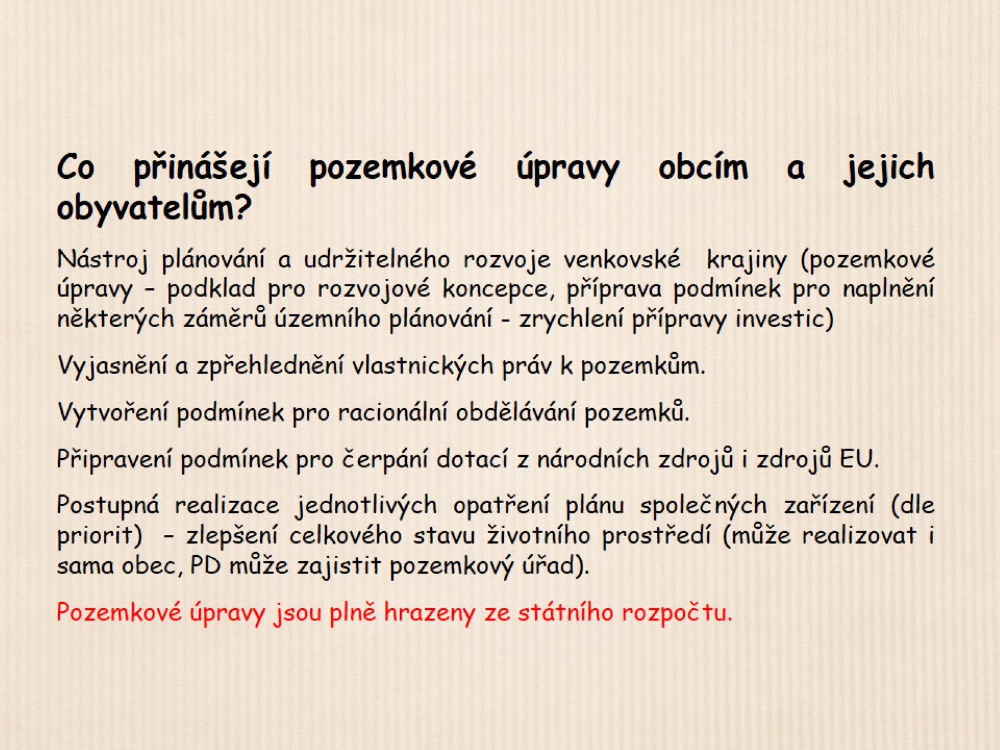 Co přinášejí pozemkové úpravy obcím a jejich
obyvatelům?
Nástroj plánování a udržitelného rozvoje venkovské krajiny (pozemkové
úpravy – podklad pro rozvojové koncepce, příprava podmínek pro naplnění
některých záměrů územního plánování - zrychlení přípravy investic)
Vyjasnění a zpřehlednění vlastnických práv k pozemkům.
Vytvoření podmínek pro racionální obdělávání pozemků.
Připravení podmínek pro čerpání dotací z národních zdrojů i zdrojů EU.
Postupná realizace jednotlivých opatření plánu společných zařízení (dle
priorit) – zlepšení celkového stavu životního prostředí (může realizovat i
sama obec, PD může zajistit pozemkový úřad).
Pozemkové úpravy jsou plně hrazeny ze státního rozpočtu.